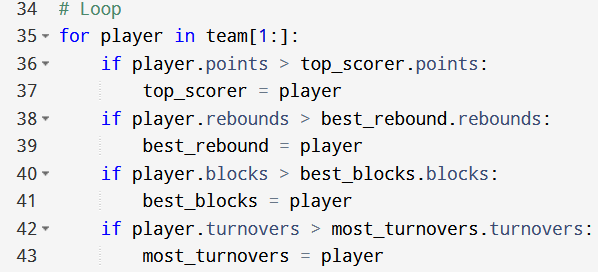 34 # Loop
35 for player in team[1:]:
36     if player.points > top_scorer.points:
37         top_scorer = player
38     if player.rebounds > best_rebound.rebounds:
39         best_rebound = player
40     if player.blocks > best_blocks.blocks:
41         best_blocks = player
42     if player.turnovers > most_turnovers.turnovers:
43         most_turnovers = player